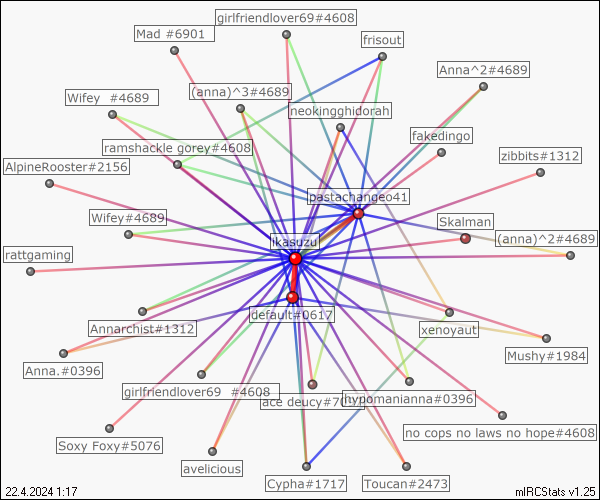 girlfriendlover69#4608
Mad #6901
frisout
Anna^2#4689
(anna)^3#4689
Wifey  #4689
neokingghidorah
fakedingo
ramshackle gorey#4608
zibbits#1312
AlpineRooster#2156
pastachange041
Wifey#4689
Skalman
(anna)^2#4689
Ikasuzu
rattgaming
default#0617
Annarchist#1312
xenoyaut
Mushy#1984
Anna.#0396
girlfriendlover69  #4608
ace deucy#70
hypomanianna#0396
no cops no laws no hope#4608
Soxy Foxy#5076
avelicious
Cypha#1717
Toucan#2473
22.4.2024 1:17
mIRCStats v1.25